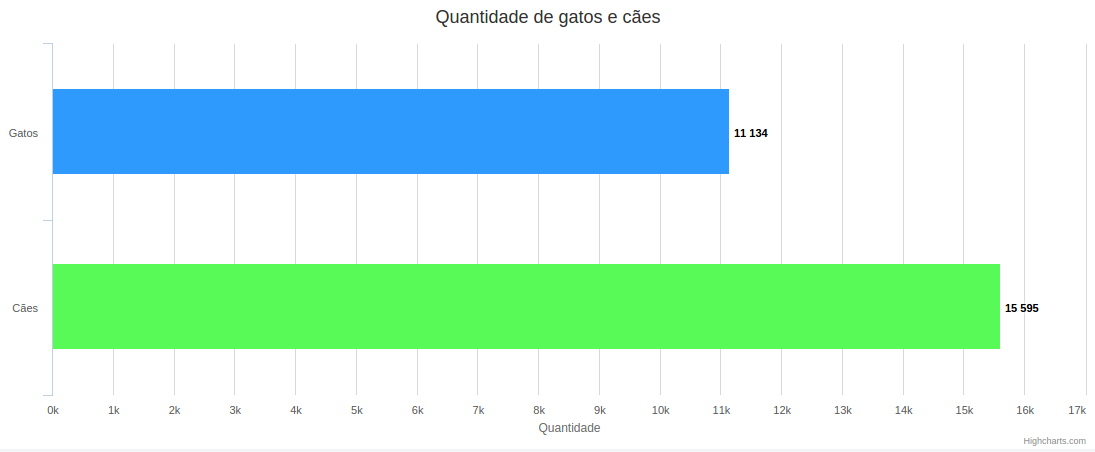 Quantidade de gatos e cães
Gatos
11 134
Cães
15 595
0k 1k 2k 3k 4k 5k 6k 7k 8k 9k 10k 11k 12k 13k 14k 15k 16k 17k
Quantidade
Highcharts.com